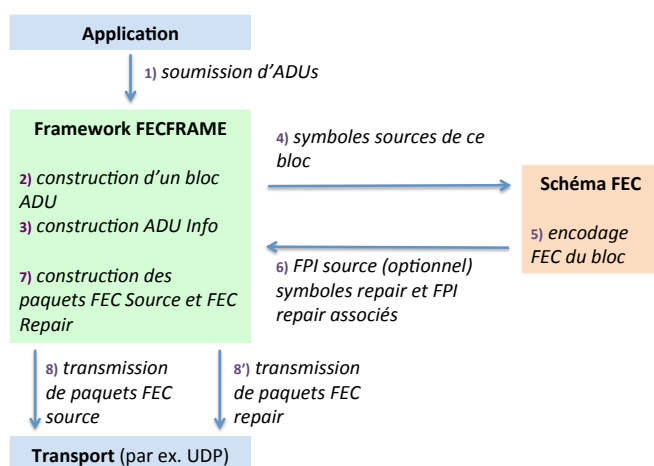 Application
1) soumission d'ADUs
Framework FECFRAME
2) construction d'un bloc
ADU
3) construction ADU Info
7) construction des
paquets FEC Source et FEC
Repair
4) symboles sources de ce
bloc
Schéma FEC
5) encodage
FEC du bloc
6) FPI source (optionnel)
symboles repair et FPI
repair associés
8) transmission
de paquets FEC
source
8') transmission
de paquets FEC
repair
Transport (par ex. UDP)